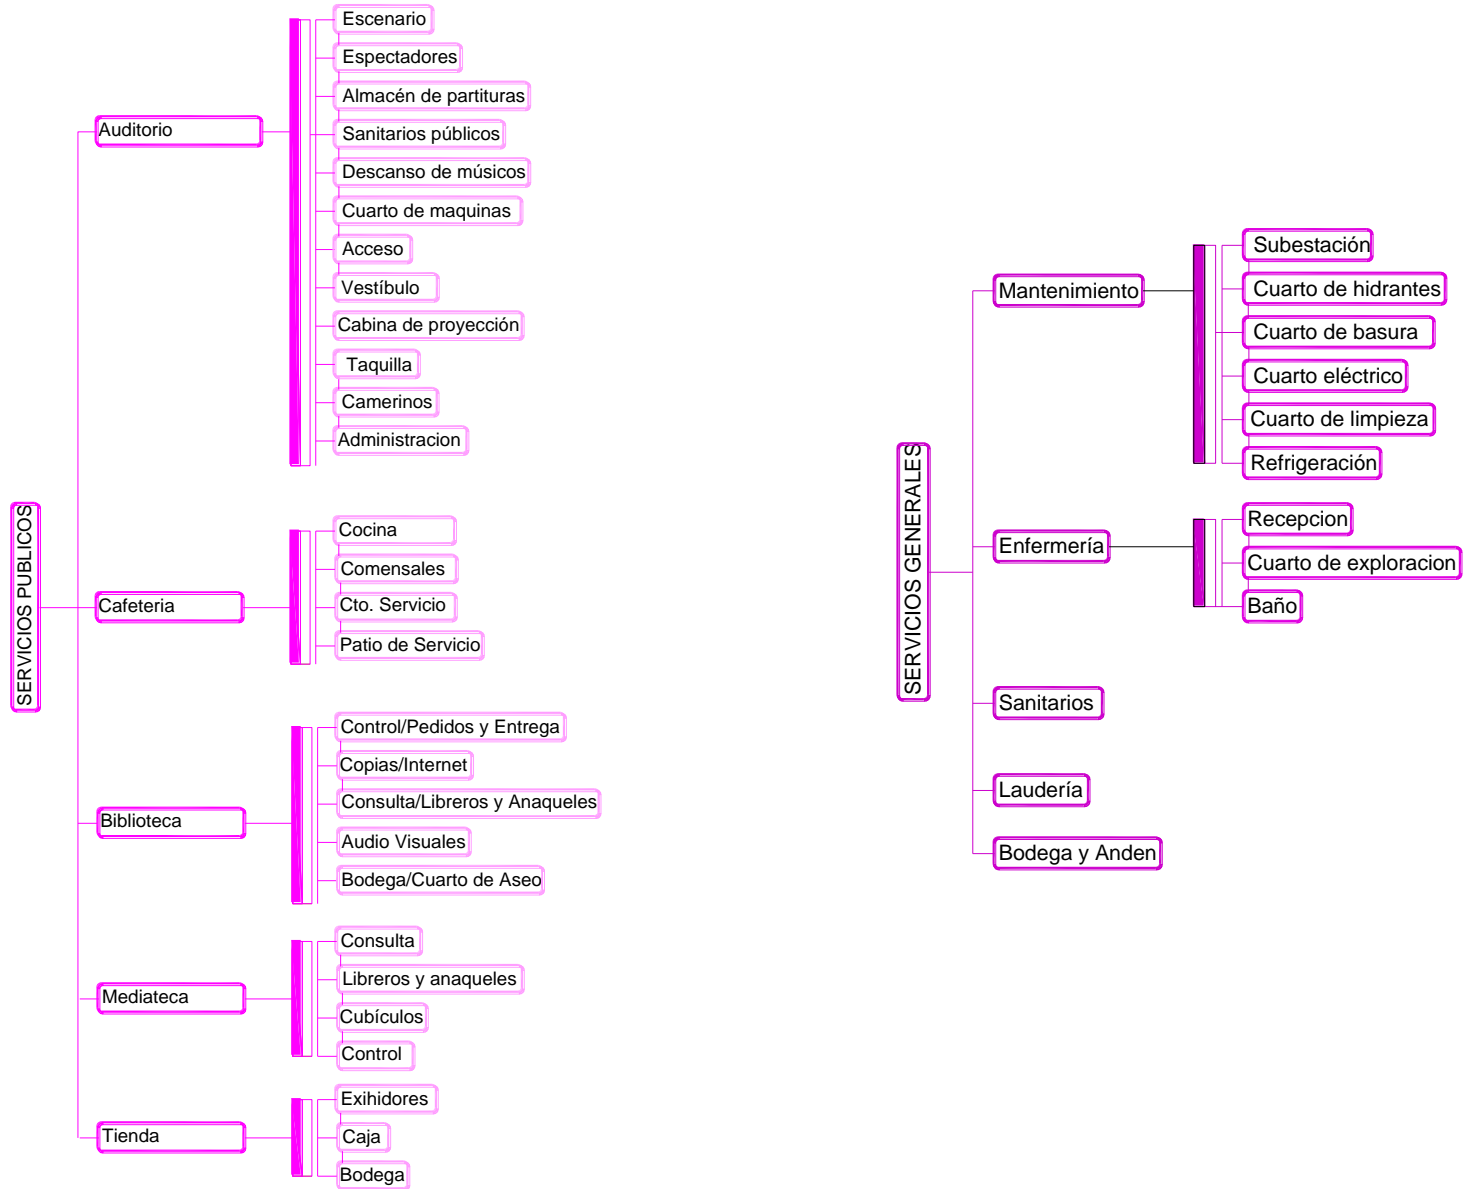 SERVICIOS PUBLICOS
Auditorio
Escenario
Espectadores
Almacén de partituras
Sanitarios públicos
Descanso de músicos
Cuarto de maquinas
Acceso
Vestíbulo
Cabina de proyección
Taquilla
Camerinos
Administracion
Cafeteria
Cocina
Comensales
Cto. Servicio
Patio de Servicio
Biblioteca
Control/Pedidos y Entrega
Copias/Internet
Consulta/Libreros y Anaqueles
Audio Visuales
Bodega/Cuarto de Aseo
Mediateca
Consulta
Libreros y anaqueles
Cubículos
Control
Tienda
Exihidores
Caja
Bodega
SERVICIOS GENERALES
Mantenimiento
Subestación
Cuarto de hidrantes
Cuarto de basura
Cuarto eléctrico
Cuarto de limpieza
Refrigeración
Enfermería
Recepcion
Cuarto de exploracion
Baño
Sanitarios
Laudería
Bodega y Anden